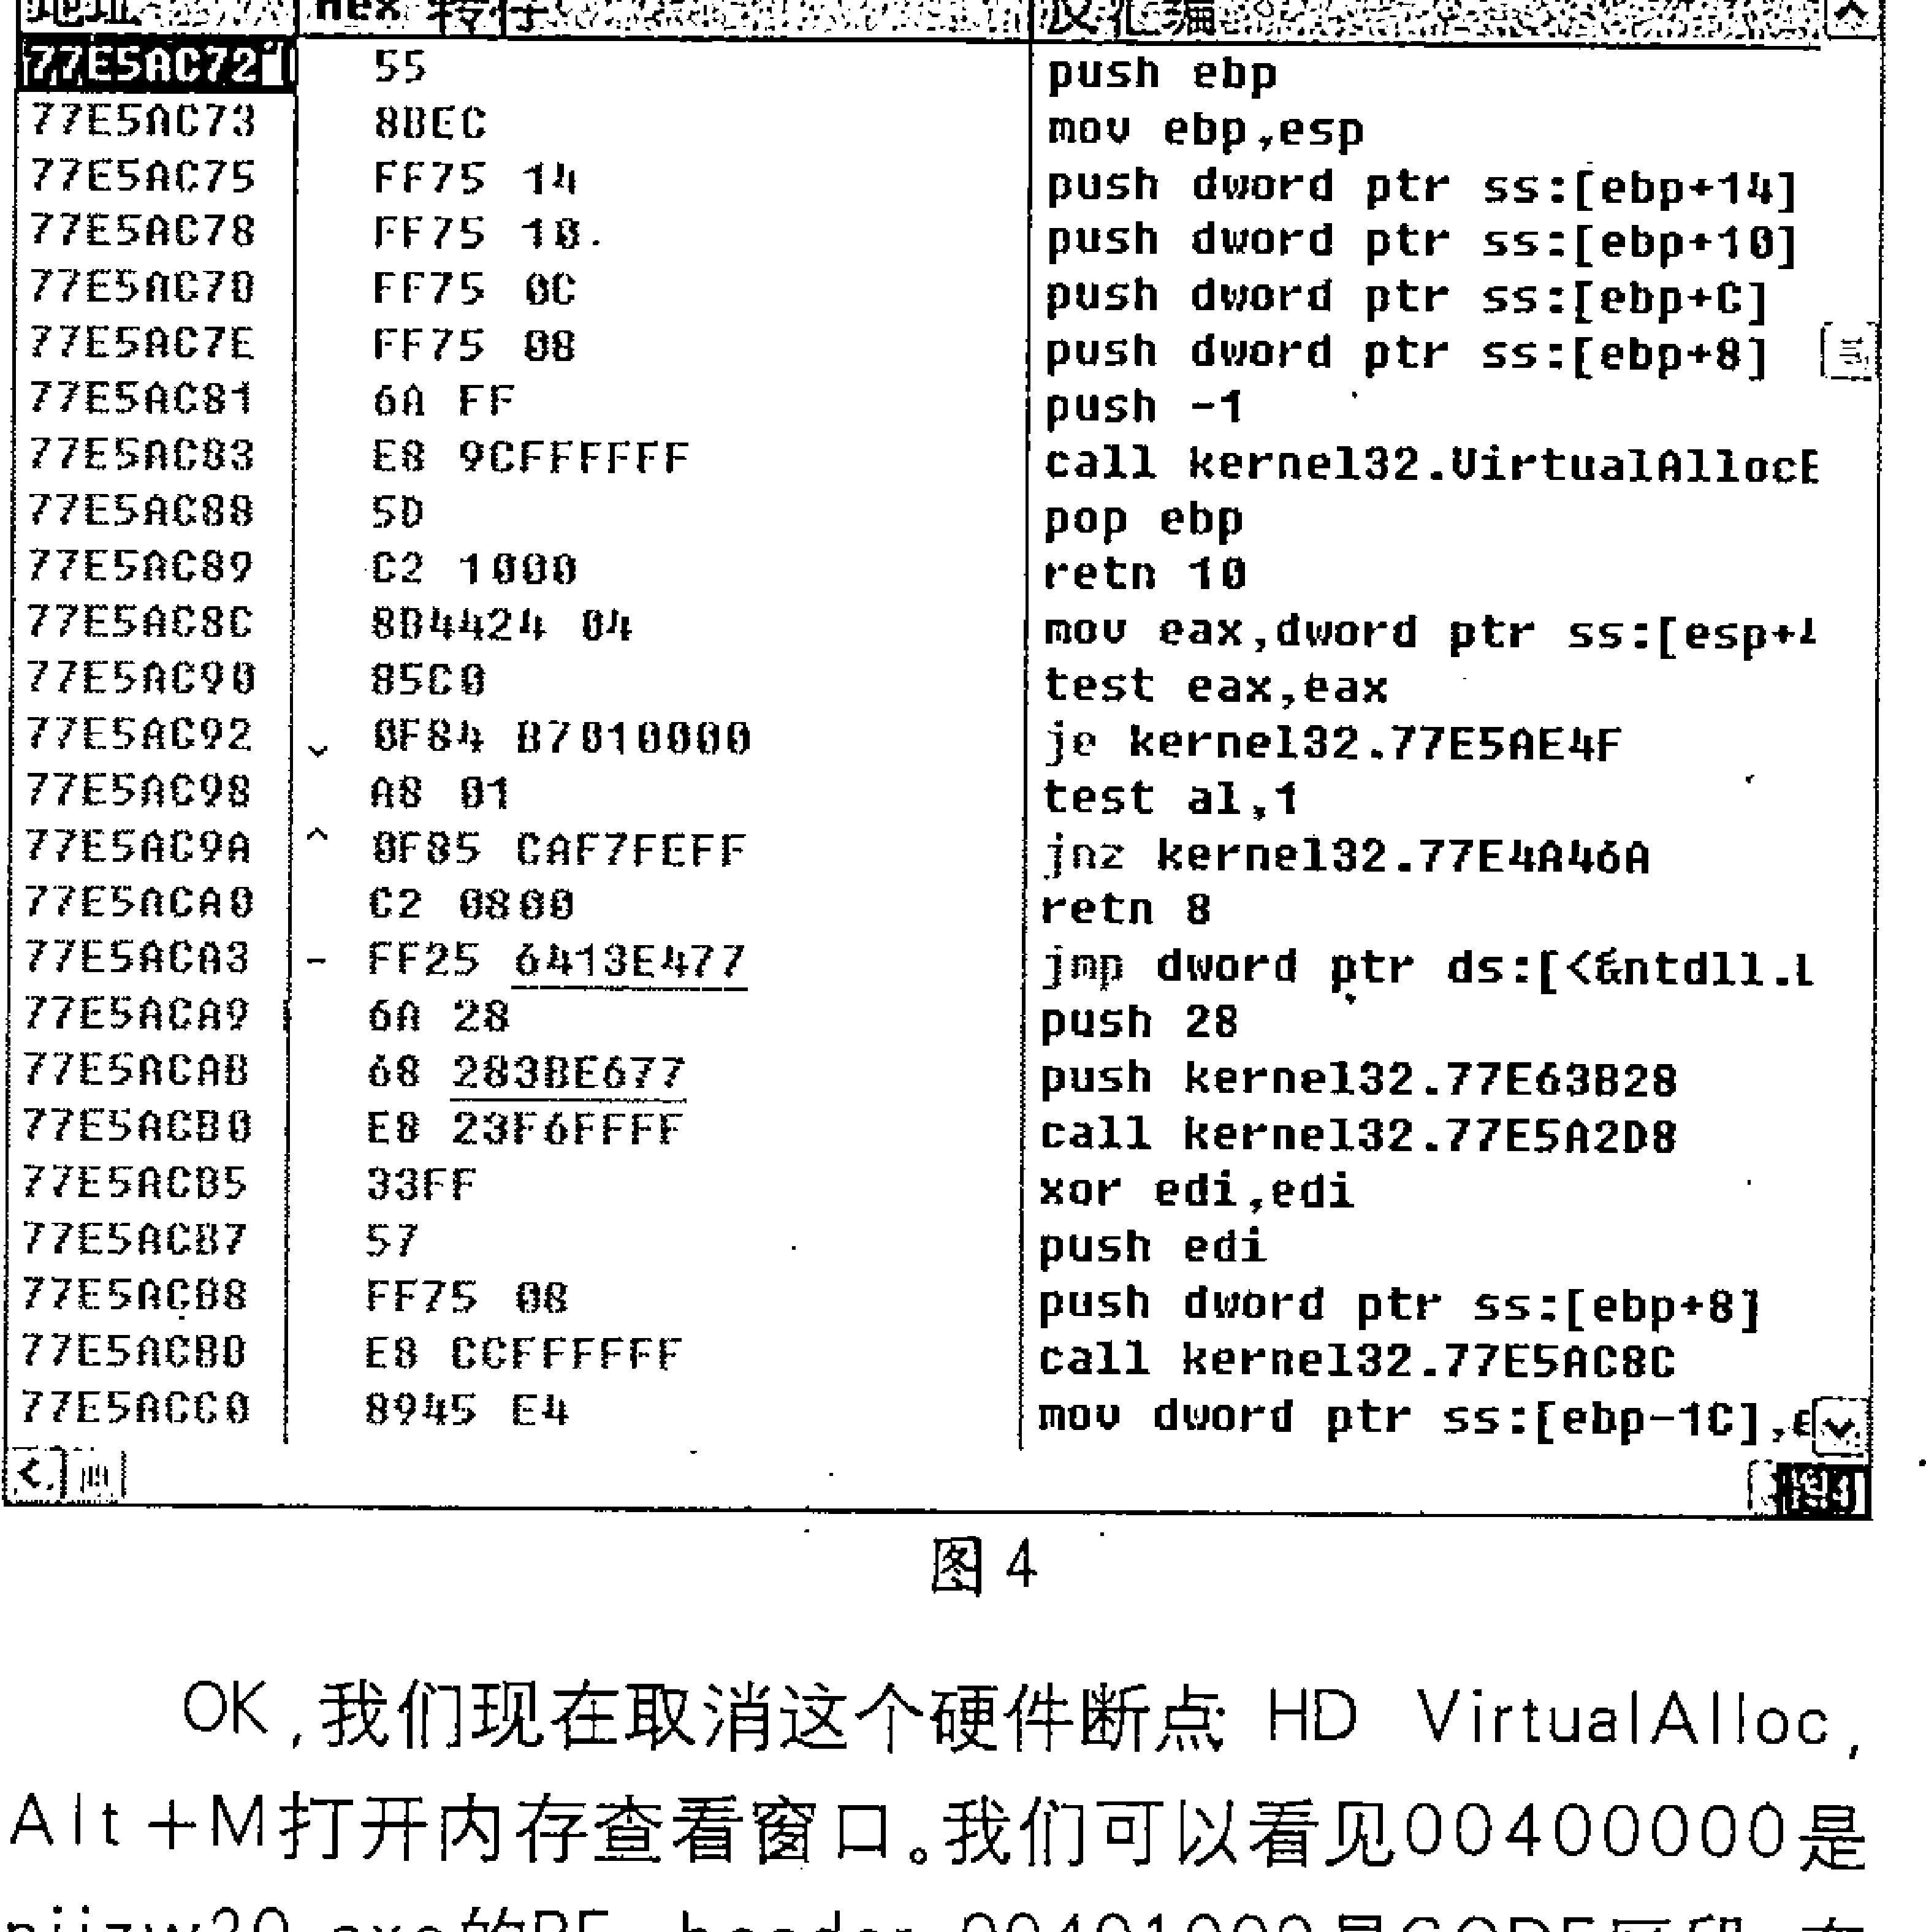 地址 Hex 转存 反汇编
77E5AC72 55 push ebp
77E5AC73 8BEC mov ebp,esp
77E5AC75 FF75 14 push dword ptr ss:[ebp+14]
77E5AC78 FF75 10 push dword ptr ss:[ebp+10]
77E5AC7B FF75 0C push dword ptr ss:[ebp+C]
77E5AC7E FF75 08 push dword ptr ss:[ebp+8]
77E5AC81 6A FF push -1
77E5AC83 E8 9CFFFFFF call kernel32.VirtualAllocE
77E5AC88 5D pop ebp
77E5AC89 C2 1000 retn 10
77E5AC8C 8B4424 04 mov eax,dword ptr ss:[esp+4
77E5AC90 85C0 test eax,eax
77E5AC92 0F84 B7010000 je kernel32.77E5AE4F
77E5AC98 A8 01 test al,1
77E5AC9A ^ 0F85 CAF7FEFF jnz kernel32.77E4A46A
77E5ACA0 C2 0800 retn 8
77E5ACA3 - FF25 6413E477 jmp dword ptr ds:[<&ntdll.L
77E5ACA9 6A 28 push 28
77E5ACAB 68 283BE677 push kernel32.77E63B28
77E5ACB0 E8 23F6FFFF call kernel32.77E5A2D8
77E5ACB5 33FF xor edi,edi
77E5ACB7 57 push edi
77E5ACB8 FF75 08 push dword ptr ss:[ebp+8]
77E5ACBB E8 CCFFFFFF call kernel32.77E5AC8C
77E5ACC0 8945 E4 mov dword ptr ss:[ebp-1C],e
图 4
OK,我们现在取消这个硬件断点 HD VirtualAlloc,
Alt+M打开内存查看窗口。我们可以看见00400000是